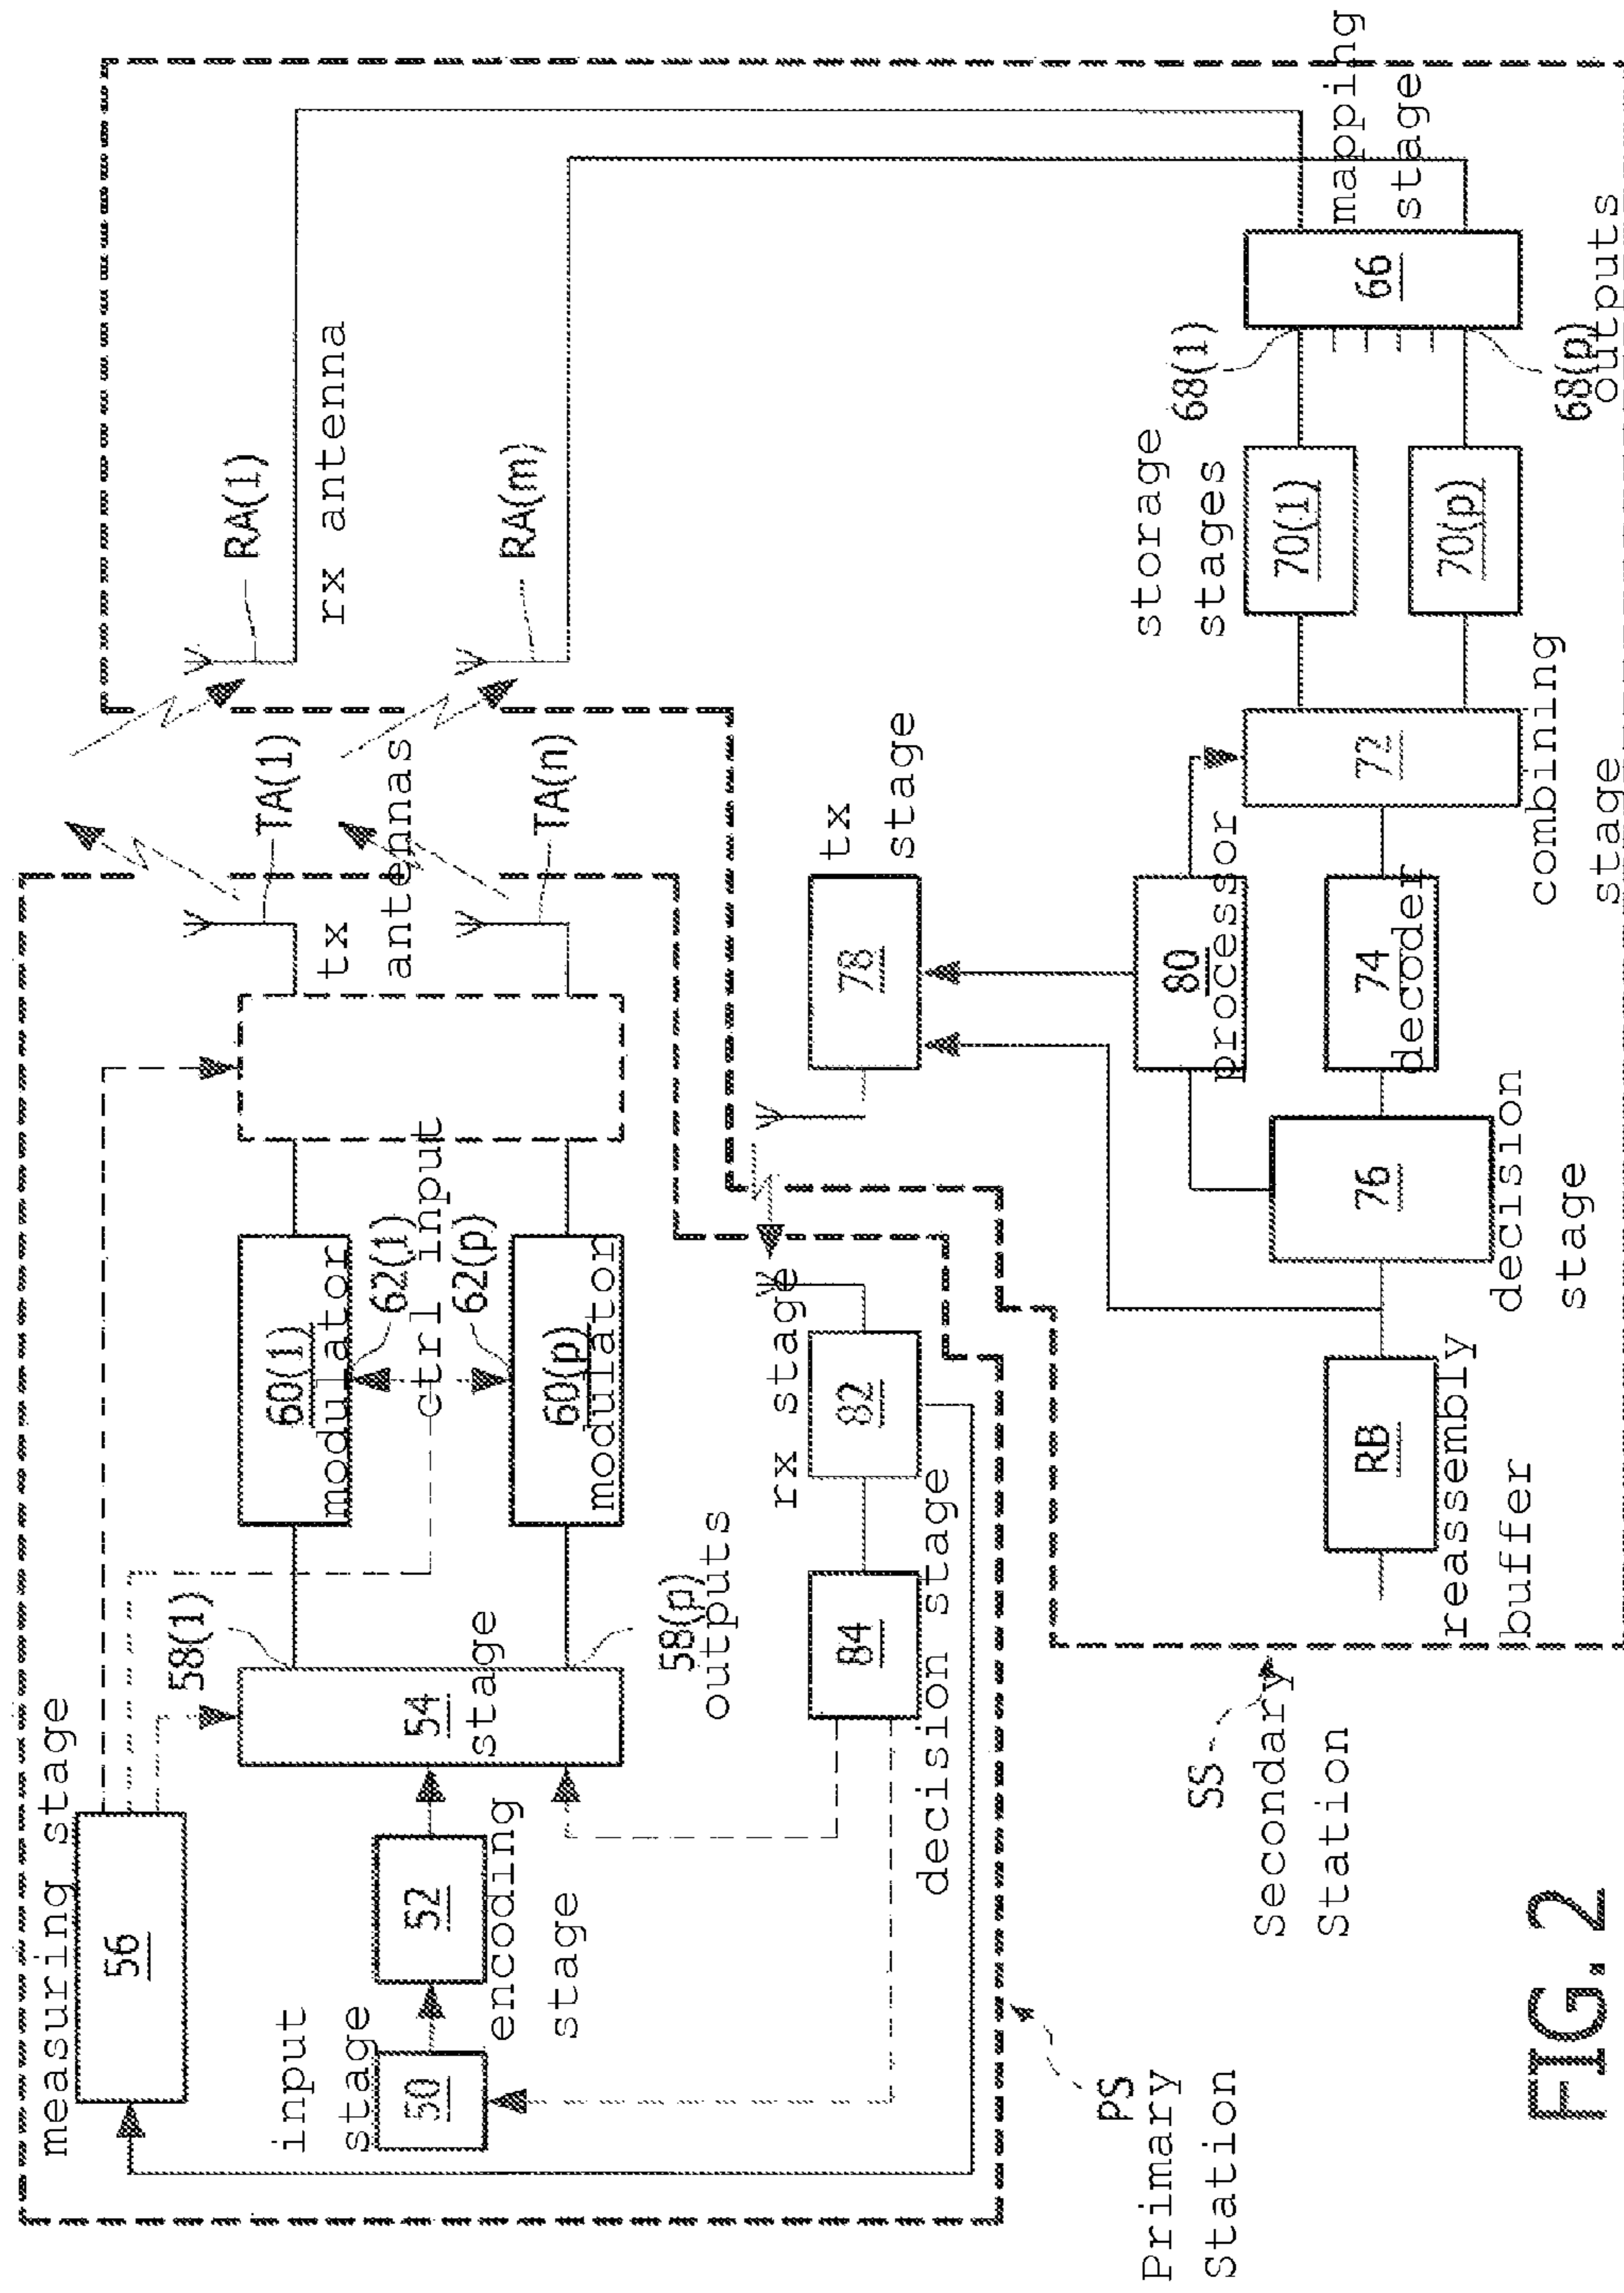 measuring stage
56
input
stage
50
52
encoding
stage
54
stage
58(1)
58(p)
outputs
60(1)
modulator
62(1)
ctrl input
62(p)
60(p)
modulator
tx
antennas
TA(1)
TA(n)
RA(1)
rx antenna
RA(m)
rx stage
82
84
decision stage
PS
Primary
Station
tx
stage
78
80
processor
74
decoder
76
decision
stage
RB
reassembly
buffer
72
combining
stage
storage
stages
70(1)
70(p)
68(1)
68(p)
outputs
66
mapping
stage
SS
Secondary
Station
FIG. 2